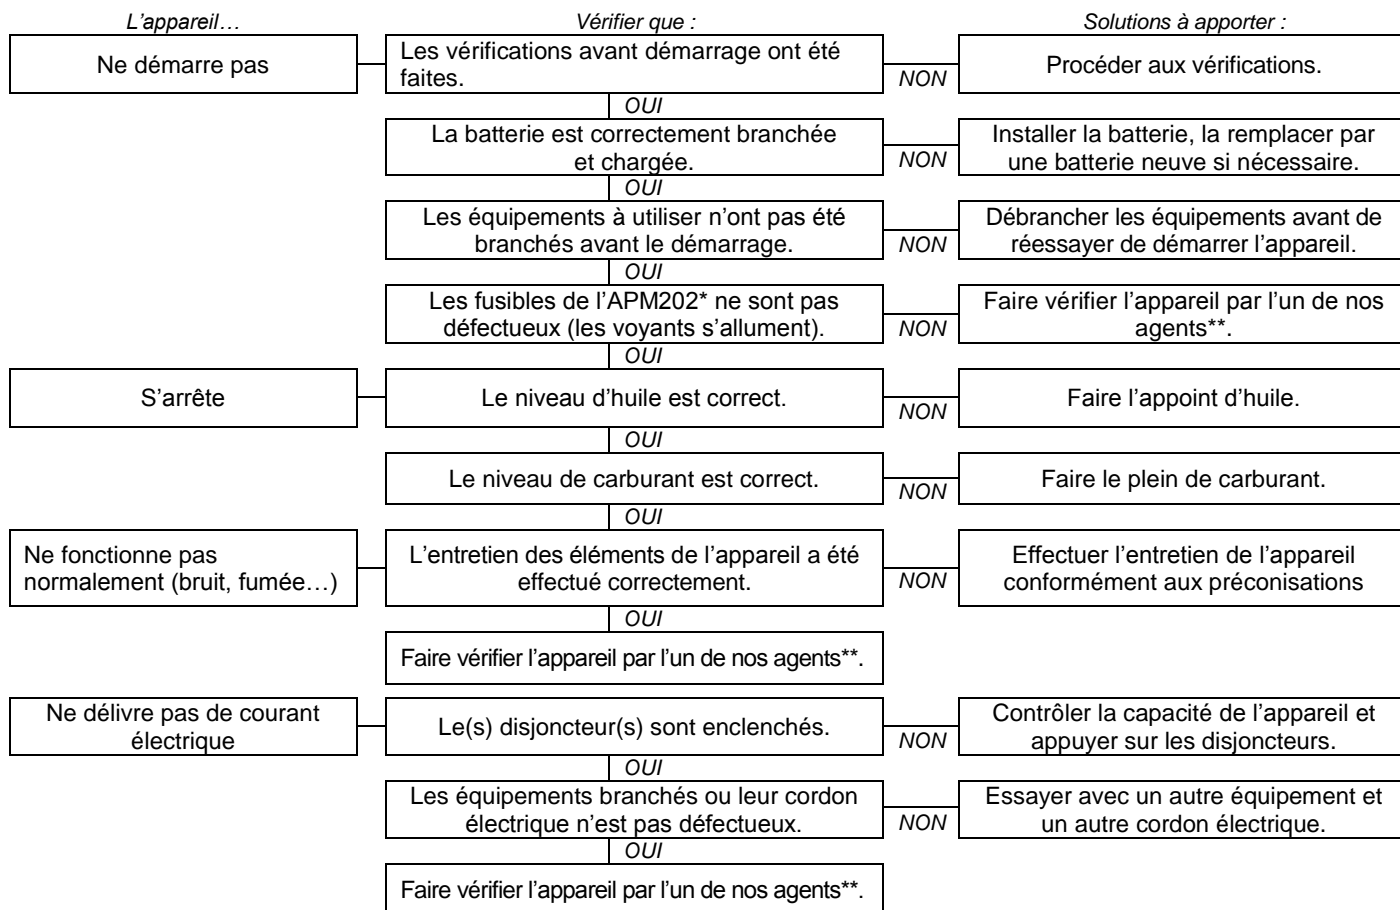 L'appareil…
Vérifier que :
Solutions à apporter :
Ne démarre pas
Les vérifications avant démarrage ont été
faites.
NON
Procéder aux vérifications.
OUI
La batterie est correctement branchée
et chargée.
NON
Installer la batterie, la remplacer par
une batterie neuve si nécessaire.
OUI
Les équipements à utiliser n'ont pas été
branchés avant le démarrage.
NON
Débrancher les équipements avant de
réessayer de démarrer l'appareil.
OUI
Les fusibles de l'APM202* ne sont pas
défectueux (les voyants s'allument).
NON
Faire vérifier l'appareil par l'un de nos
agents**.
OUI
S'arrête
Le niveau d'huile est correct.
NON
Faire l'appoint d'huile.
OUI
Le niveau de carburant est correct.
NON
Faire le plein de carburant.
OUI
Ne fonctionne pas
normalement (bruit, fumée…)
L'entretien des éléments de l'appareil a été
effectué correctement.
NON
Effectuer l'entretien de l'appareil
conformément aux préconisations
OUI
Faire vérifier l'appareil par l'un de nos agents**.
Ne délivre pas de courant
électrique
Le(s) disjoncteur(s) sont enclenchés.
NON
Contrôler la capacité de l'appareil et
appuyer sur les disjoncteurs.
OUI
Les équipements branchés ou leur cordon
électrique n'est pas défectueux.
NON
Essayer avec un autre équipement et
un autre cordon électrique.
OUI
Faire vérifier l'appareil par l'un de nos agents**.